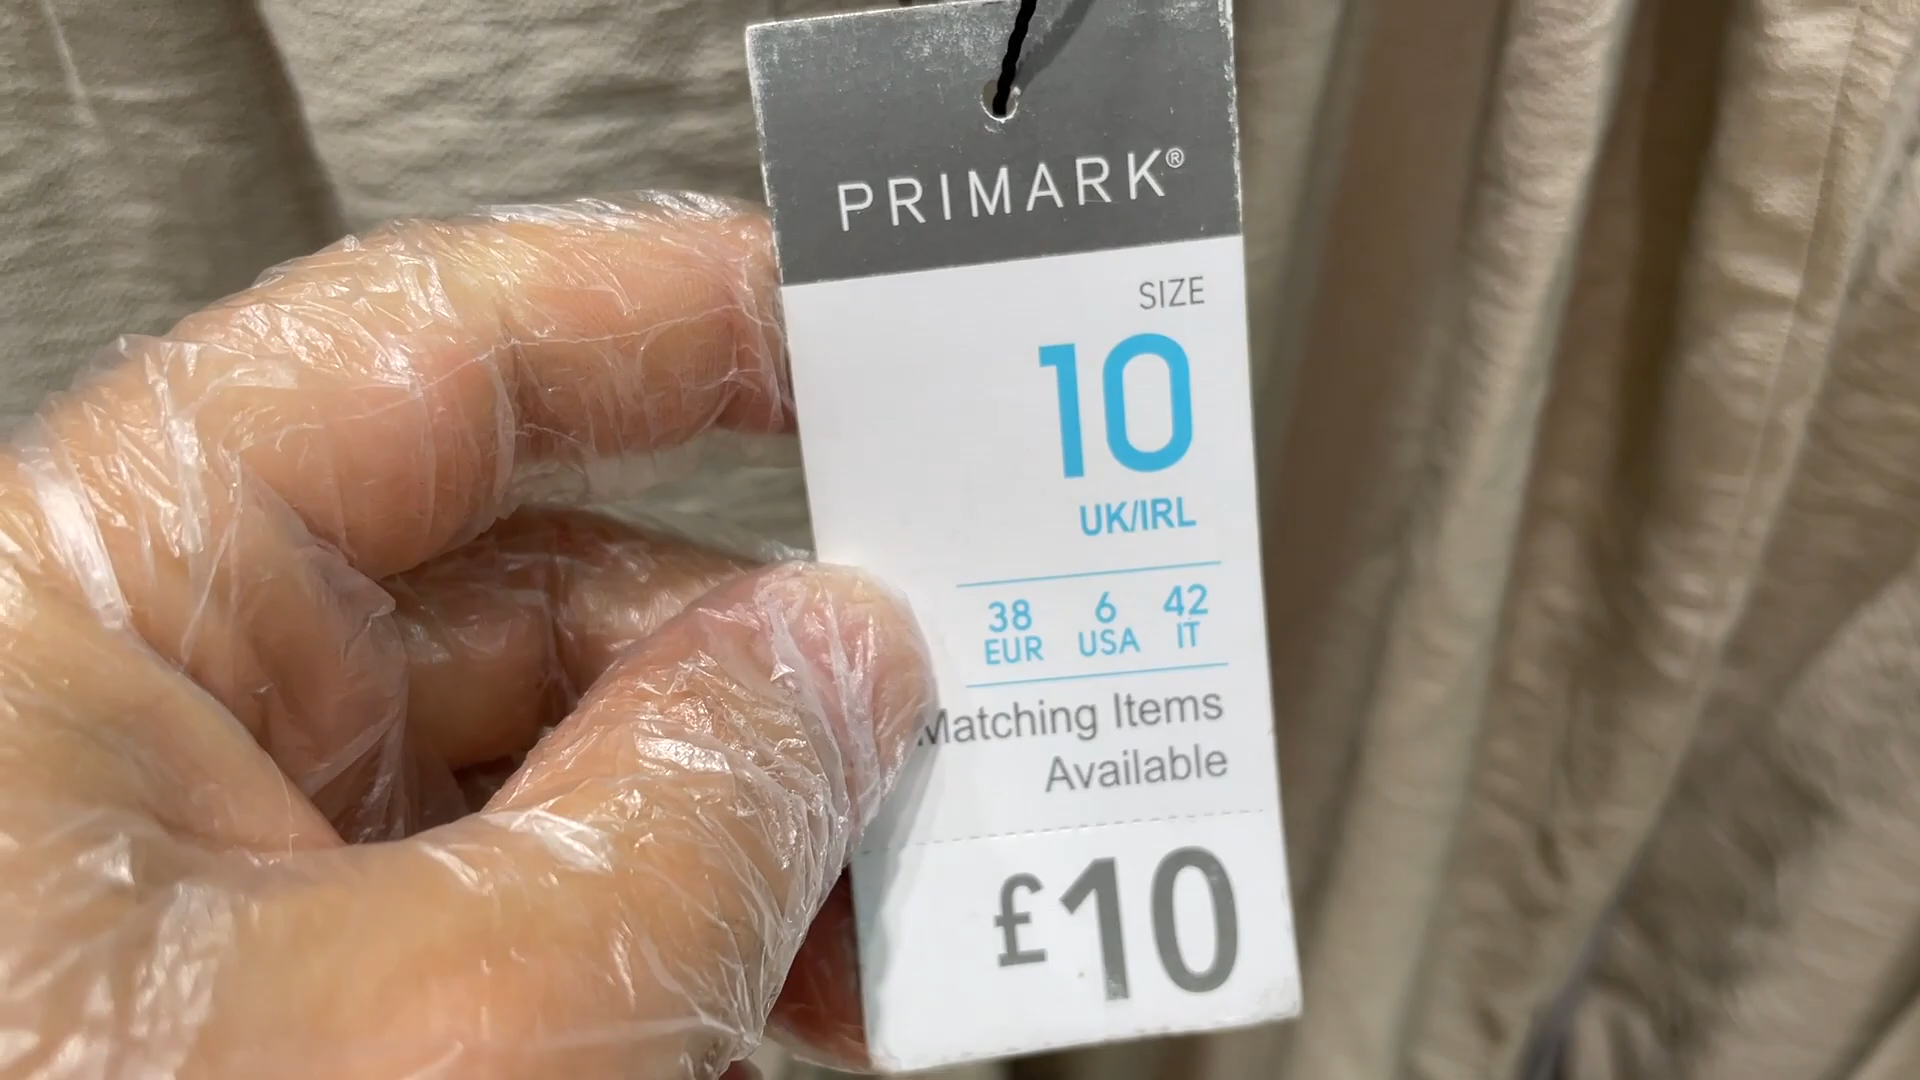 PRIMARK®
SIZE
10
UK/IRL
38 6 42
EUR USA IT
Matching Items
Available
£10